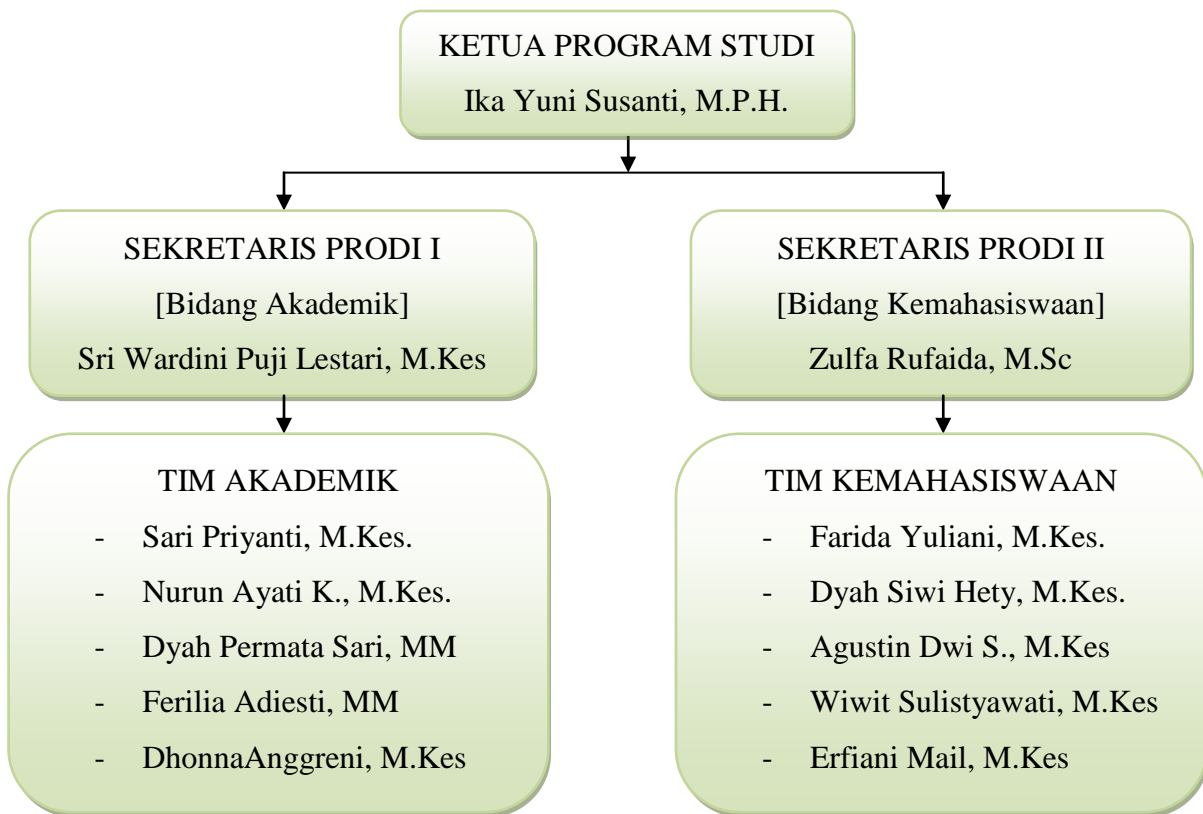 KETUA PROGRAM STUDI
Ika Yuni Susanti, M.P.H.
SEKRETARIS PRODI I
[Bidang Akademik]
Sri Wardini Puji Lestari, M.Kes
SEKRETARIS PRODI II
[Bidang Kemahasiswaan]
Zulfa Rufaida, M.Sc
TIM AKADEMIK
- Sari Priyanti, M.Kes.
- Nurun Ayati K., M.Kes.
- Dyah Permata Sari, MM
- Ferilia Adiesti, MM
- DhonnaAnggreni, M.Kes
TIM KEMAHASISWAAN
- Farida Yuliani, M.Kes.
- Dyah Siwi Hety, M.Kes.
- Agustin Dwi S., M.Kes
- Wiwit Sulistyawati, M.Kes
- Erfiani Mail, M.Kes